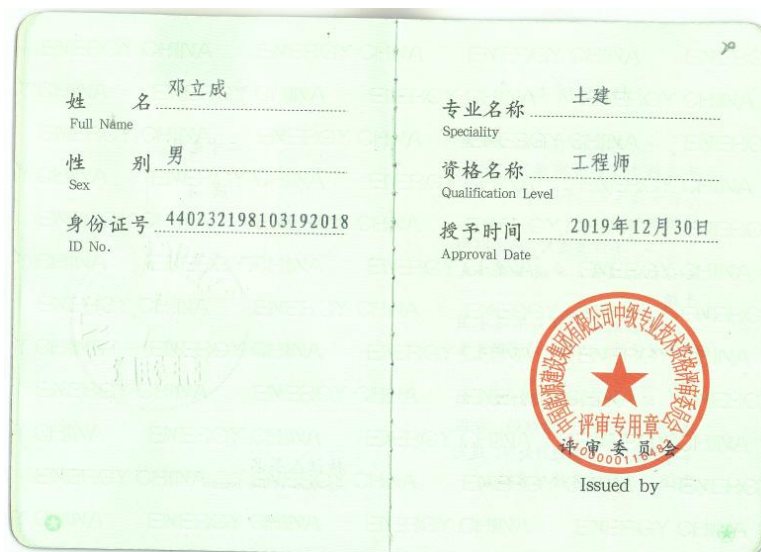 姓 名 邓立成
Full Name
性 别 男
Sex
身份证号 440232198103192018
ID No.
专业名称 土建
Speciality
资格名称 工程师
Qualification Level
授予时间 2019年12月30日
Approval Date
中国能源建设集团有限公司中级专业技术资格评审委员会
评审专用章
评审委员会
Issued by